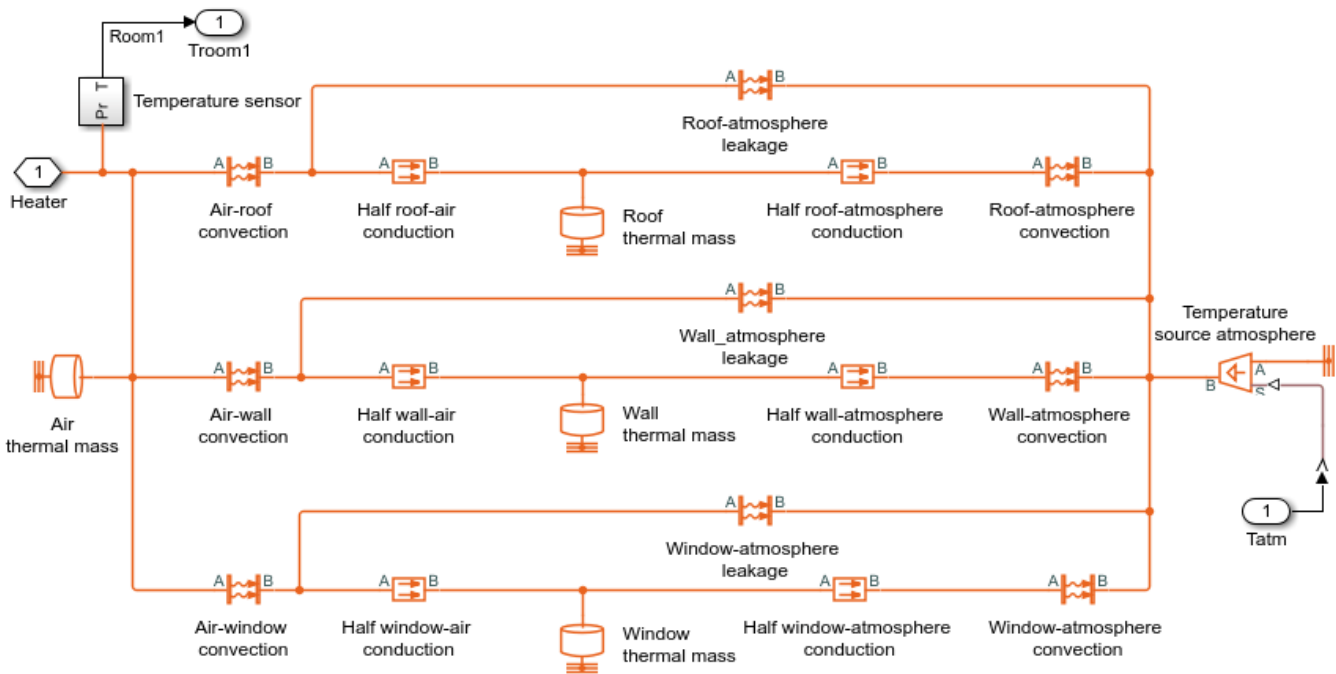 1
Room1
Troom1
T
Pr
Temperature sensor
A B
Roof-atmosphere
leakage
1
Heater
A B
Air-roof
convection
A B
Half roof-air
conduction
Roof
thermal mass
A B
Half roof-atmosphere
conduction
A B
Roof-atmosphere
convection
A B
Wall_atmosphere
leakage
Temperature
source atmosphere
A
B
S
Air
thermal mass
A B
Air-wall
convection
A B
Half wall-air
conduction
Wall
thermal mass
A B
Half wall-atmosphere
conduction
A B
Wall-atmosphere
convection
1
Tatm
A B
Window-atmosphere
leakage
A B
Air-window
convection
A B
Half window-air
conduction
Window
thermal mass
A B
Half window-atmosphere
conduction
A B
Window-atmosphere
convection